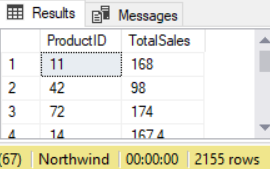 Results Messages
ProductID TotalSales
1 11 168
2 42 98
3 72 174
4 14 167.4
(67) Northwind 00:00:00 2155 rows